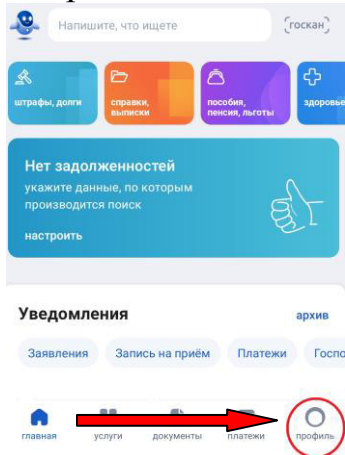 Напишите, что ищете
госкан
штрафы, долги
справки, выписки
пособия, пенсия, льготы
здоровье
Нет задолженностей
укажите данные, по которым
производится поиск
настроить
Уведомления
архив
Заявления
Запись на приём
Платежи
Госпо
главная
услуги
документы
платежи
профиль